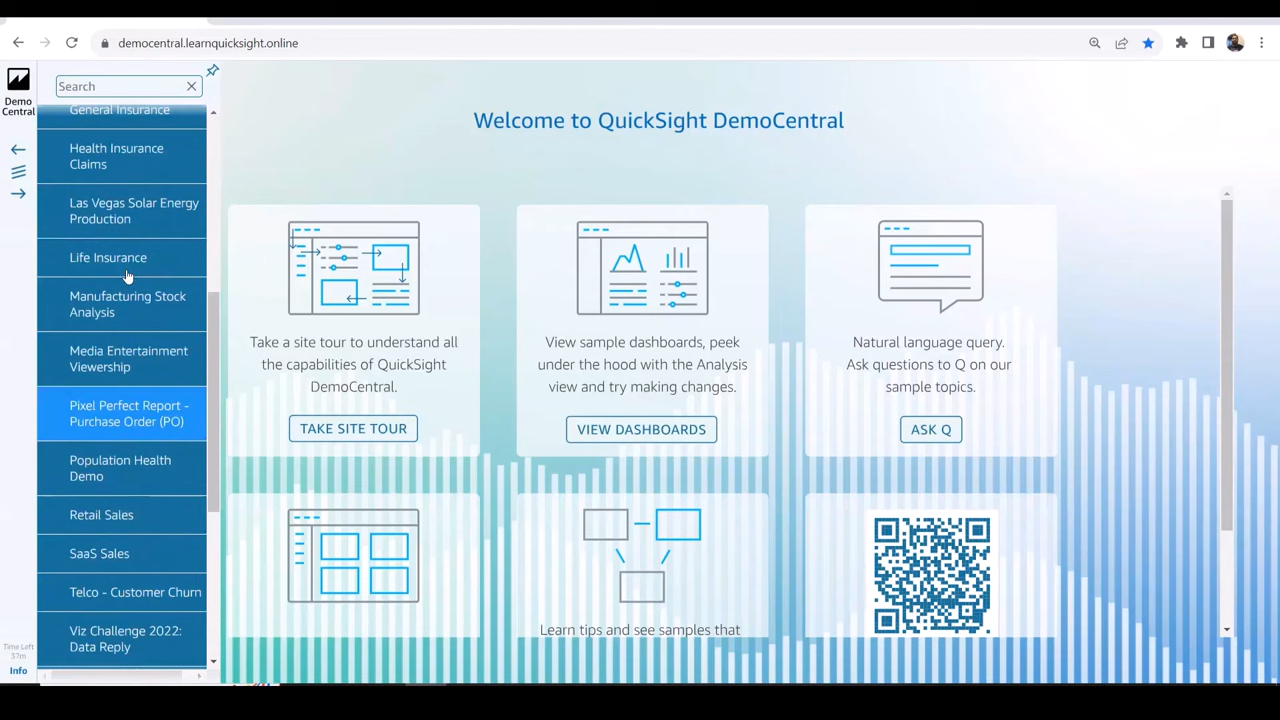 democentral.learnquicksight.online
Demo
Central
Search
General Insurance
Health Insurance
Claims
Las Vegas Solar Energy
Production
Life Insurance
Manufacturing Stock
Analysis
Media Entertainment
Viewership
Pixel Perfect Report -
Purchase Order (PO)
Population Health
Demo
Retail Sales
SaaS Sales
Telco - Customer Churn
Viz Challenge 2022:
Data Reply
Time Left
37m
Info
Welcome to QuickSight DemoCentral
Take a site tour to understand all
the capabilities of QuickSight
DemoCentral.
TAKE SITE TOUR
View sample dashboards, peek
under the hood with the Analysis
view and try making changes.
VIEW DASHBOARDS
Natural language query.
Ask questions to Q on our
sample topics.
ASK Q
Learn tips and see samples that